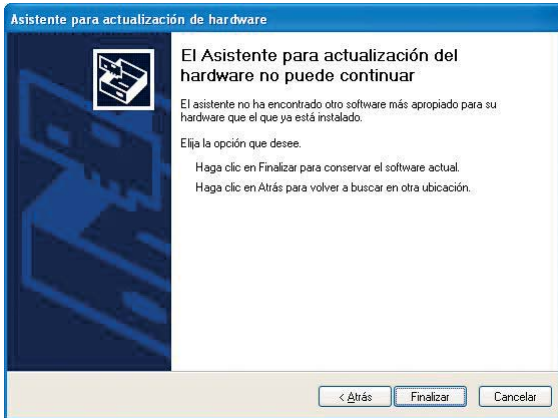 Asistente para actualización de hardware
El Asistente para actualización del
hardware no puede continuar
El asistente no ha encontrado otro software más apropiado para su
hardware que el que ya está instalado.
Elija la opción que desee.
Haga clic en Finalizar para conservar el software actual.
Haga clic en Atrás para volver a buscar en otra ubicación.
< Atrás Finalizar Cancelar